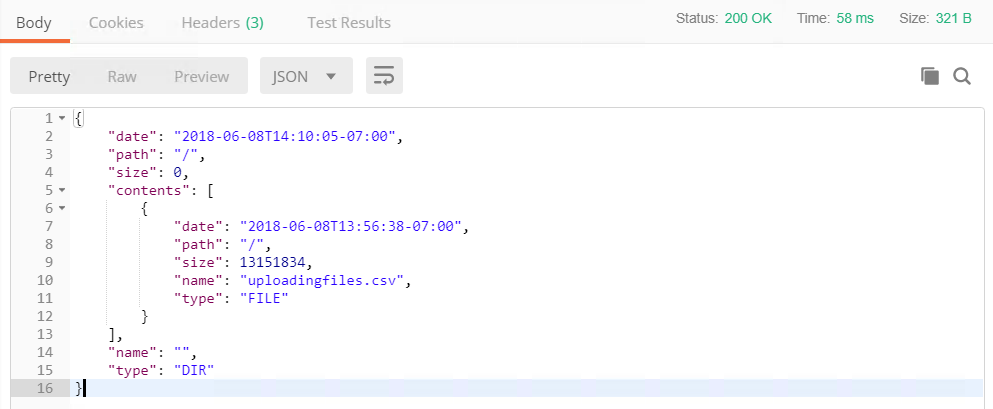 Body Cookies Headers (3) Test Results Status: 200 OK Time: 58 ms Size: 321 B
Pretty Raw Preview JSON
1 {
2 "date": "2018-06-08T14:10:05-07:00",
3 "path": "/",
4 "size": 0,
5 "contents": [
6 {
7 "date": "2018-06-08T13:56:38-07:00",
8 "path": "/",
9 "size": 13151834,
10 "name": "uploadingfiles.csv",
11 "type": "FILE"
12 }
13 ],
14 "name": "",
15 "type": "DIR"
16 }